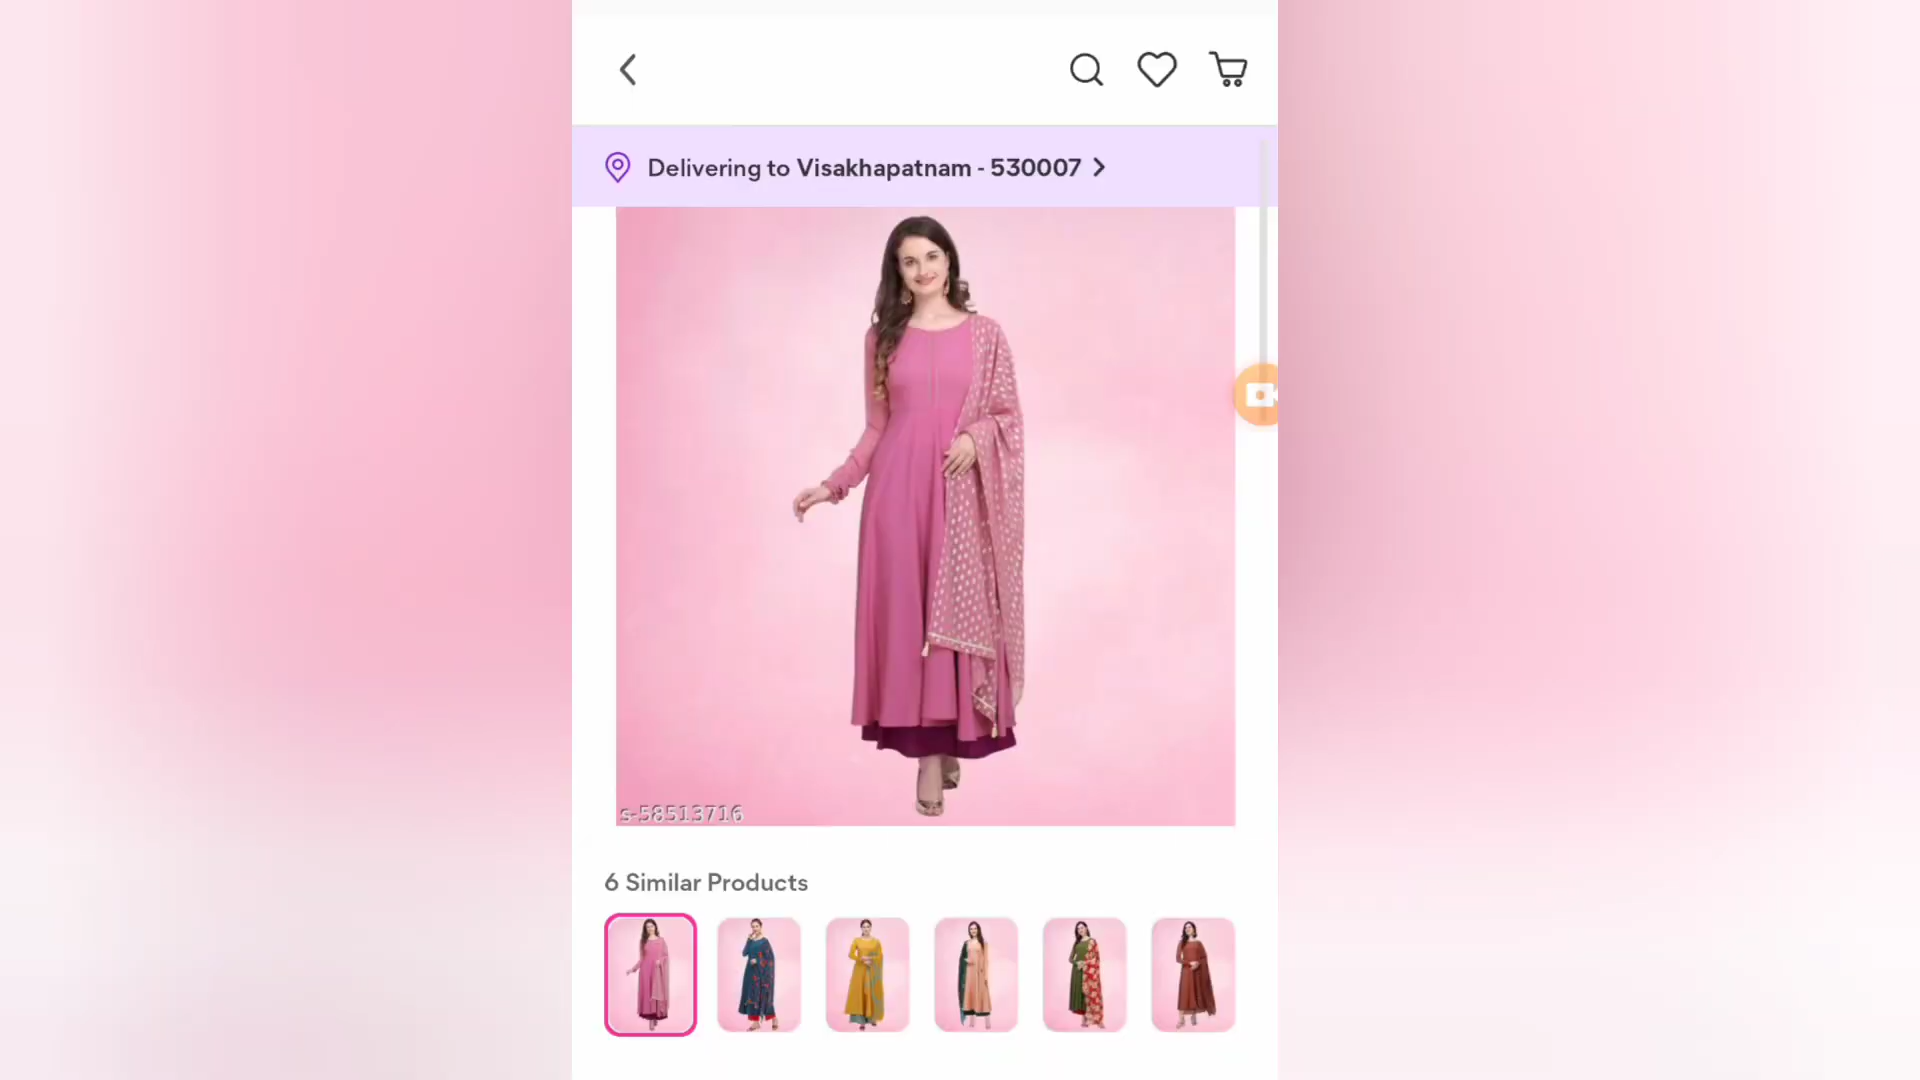 Delivering to Visakhapatnam - 530007
s-58513716
6 Similar Products